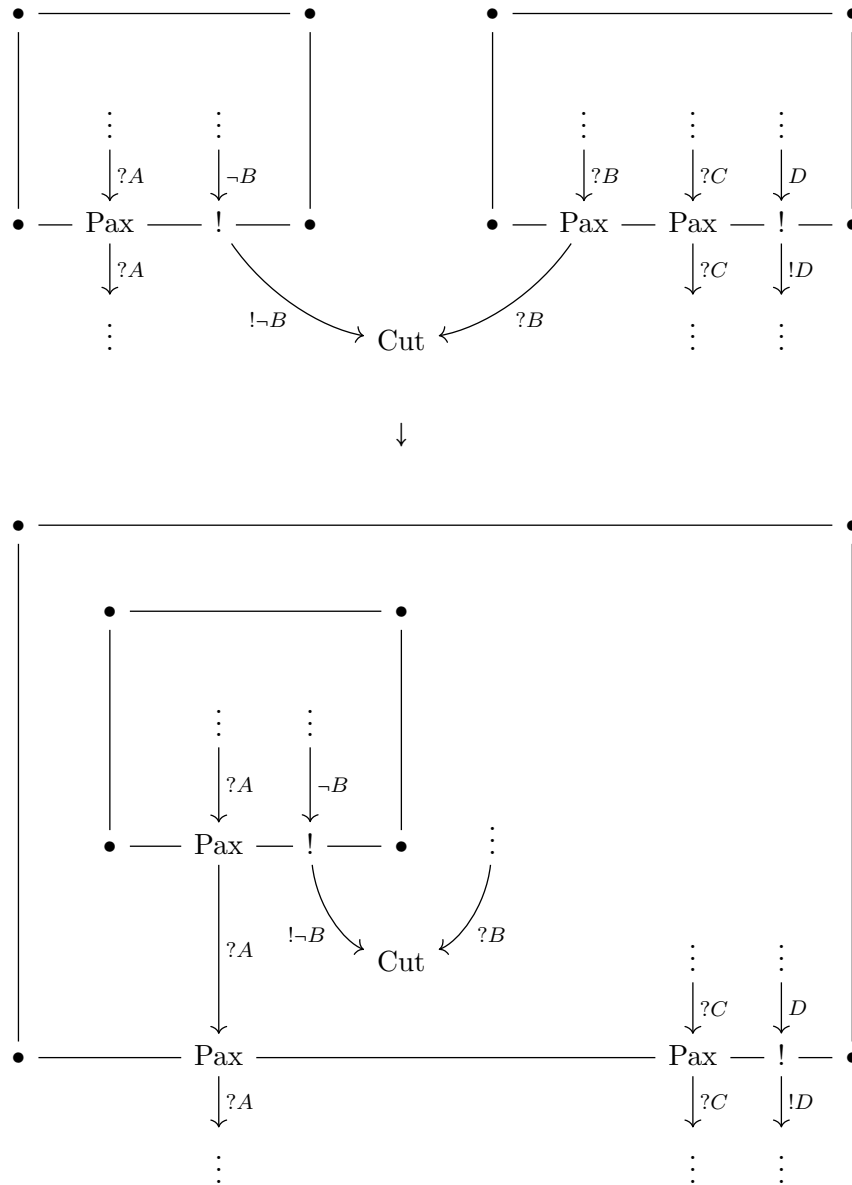 ⋮ ⋮ ⋮ ⋮ ⋮
?A ¬B ?B ?C D
Pax ! Pax Pax !
?A ?C !D
!¬B ?B
⋮ Cut ⋮ ⋮
↓
⋮ ⋮
?A ¬B
Pax ! ⋮
!¬B ?B
?A
Cut ⋮ ⋮
?C D
Pax Pax !
?A ?C !D
⋮ ⋮ ⋮